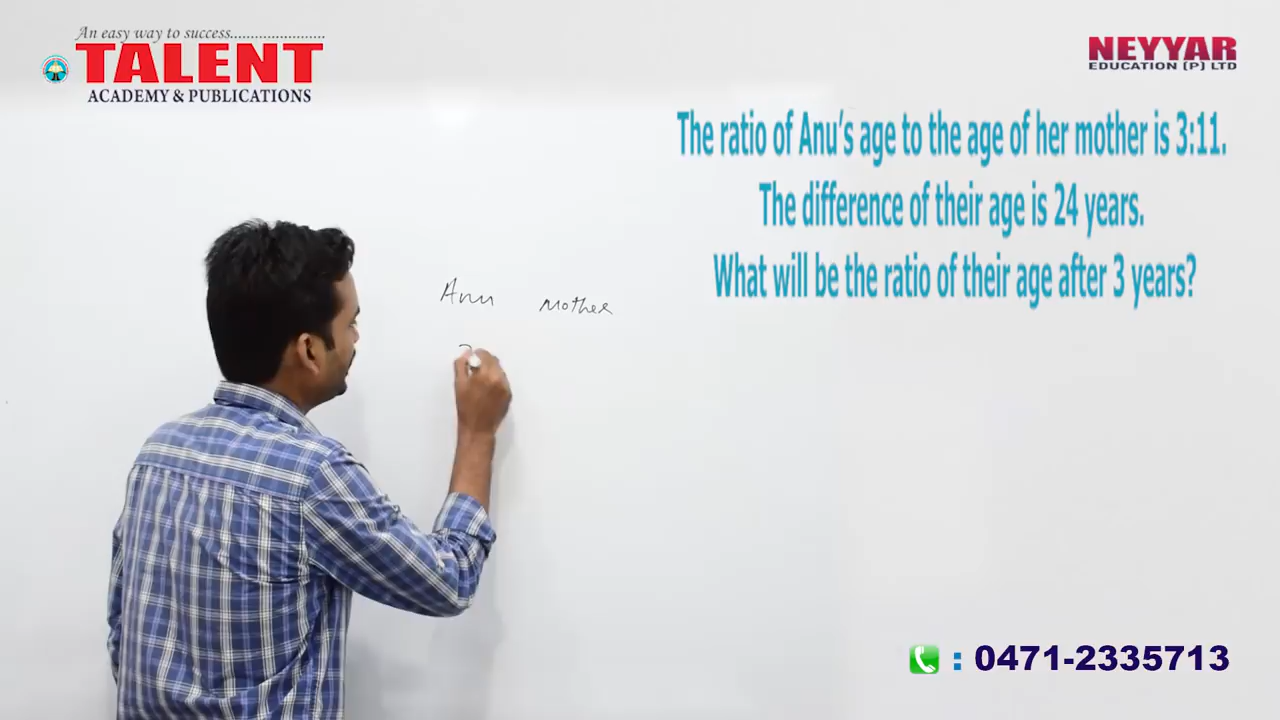 An easy way to success.......................
TALENT
ACADEMY & PUBLICATIONS
NEYYAR
EDUCATION (P) LTD
The ratio of Anu's age to the age of her mother is 3:11.
The difference of their age is 24 years.
What will be the ratio of their age after 3 years?
Anu Mother
: 0471-2335713